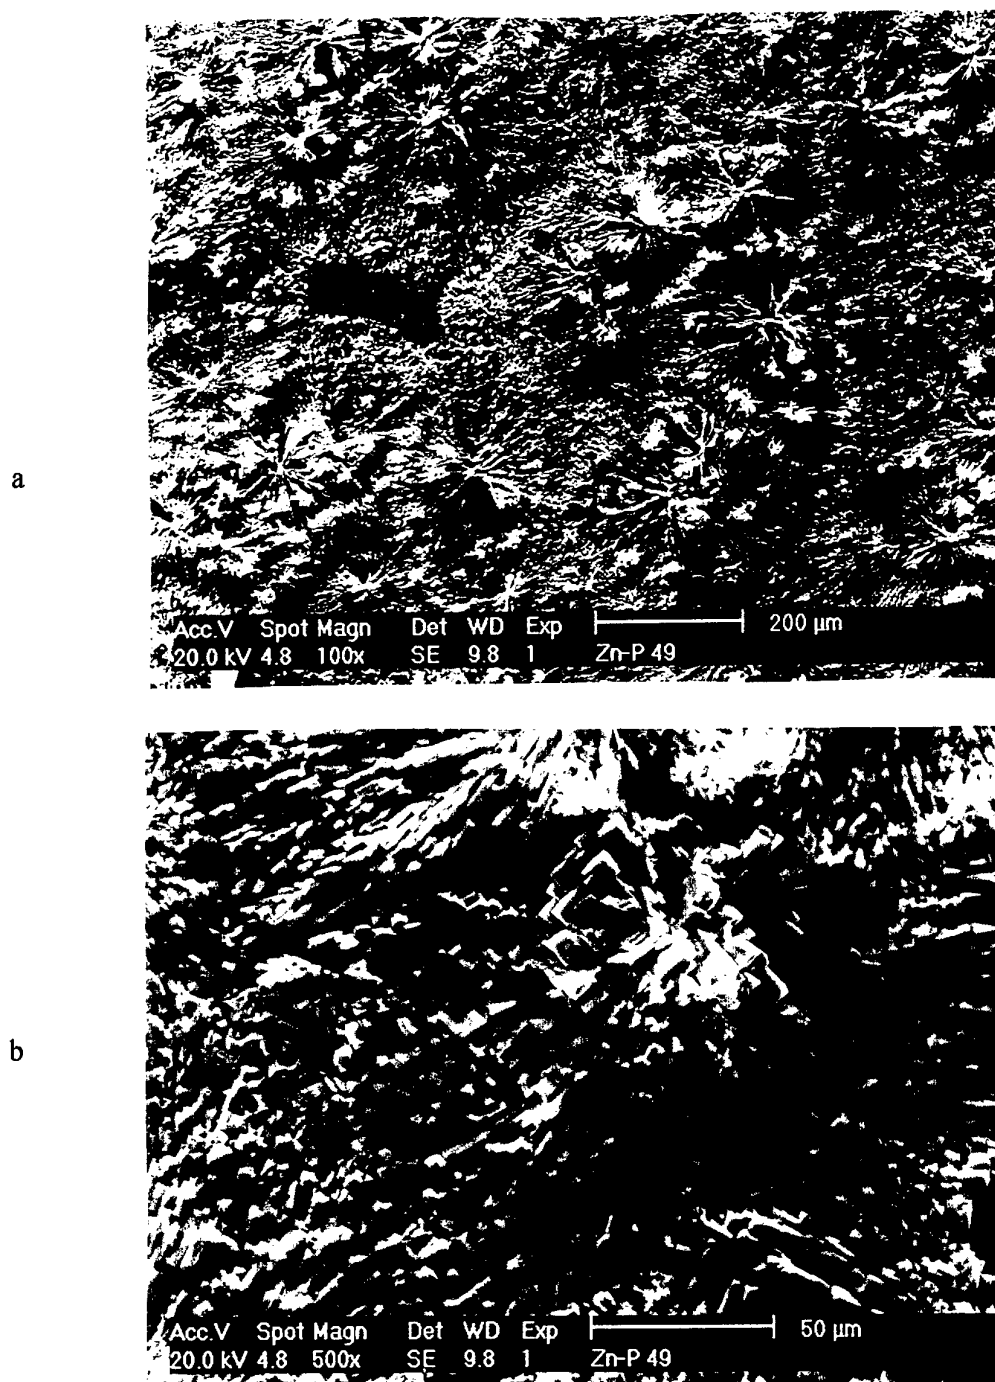 a
Acc.V Spot Magn Det WD Exp 200 µm
20.0 kV 4.8 100x SE 9.8 1 Zn-P 49
b
Acc.V Spot Magn Det WD Exp 50 µm
20.0 kV 4.8 500x SE 9.8 1 Zn-P 49